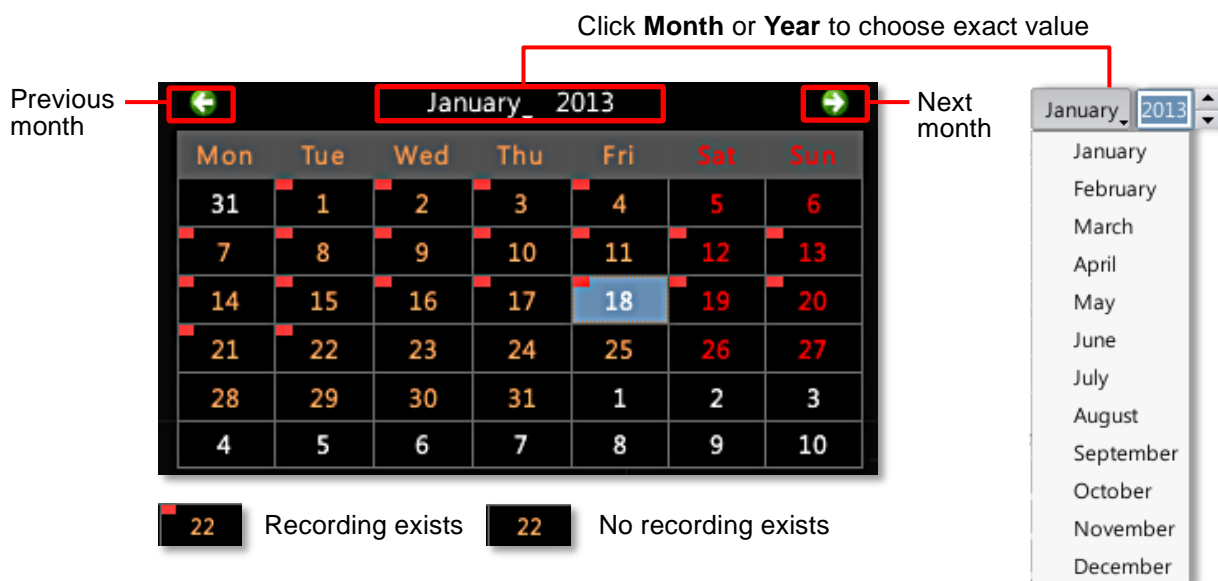 Click Month or Year to choose exact value
Previous
month
January_ 2013
Next
month
January 2013
Mon Tue Wed Thu Fri Sat Sun
31 1 2 3 4 5 6
7 8 9 10 11 12 13
14 15 16 17 18 19 20
21 22 23 24 25 26 27
28 29 30 31 1 2 3
4 5 6 7 8 9 10
January
February
March
April
May
June
July
August
September
October
November
December
22 Recording exists 22 No recording exists